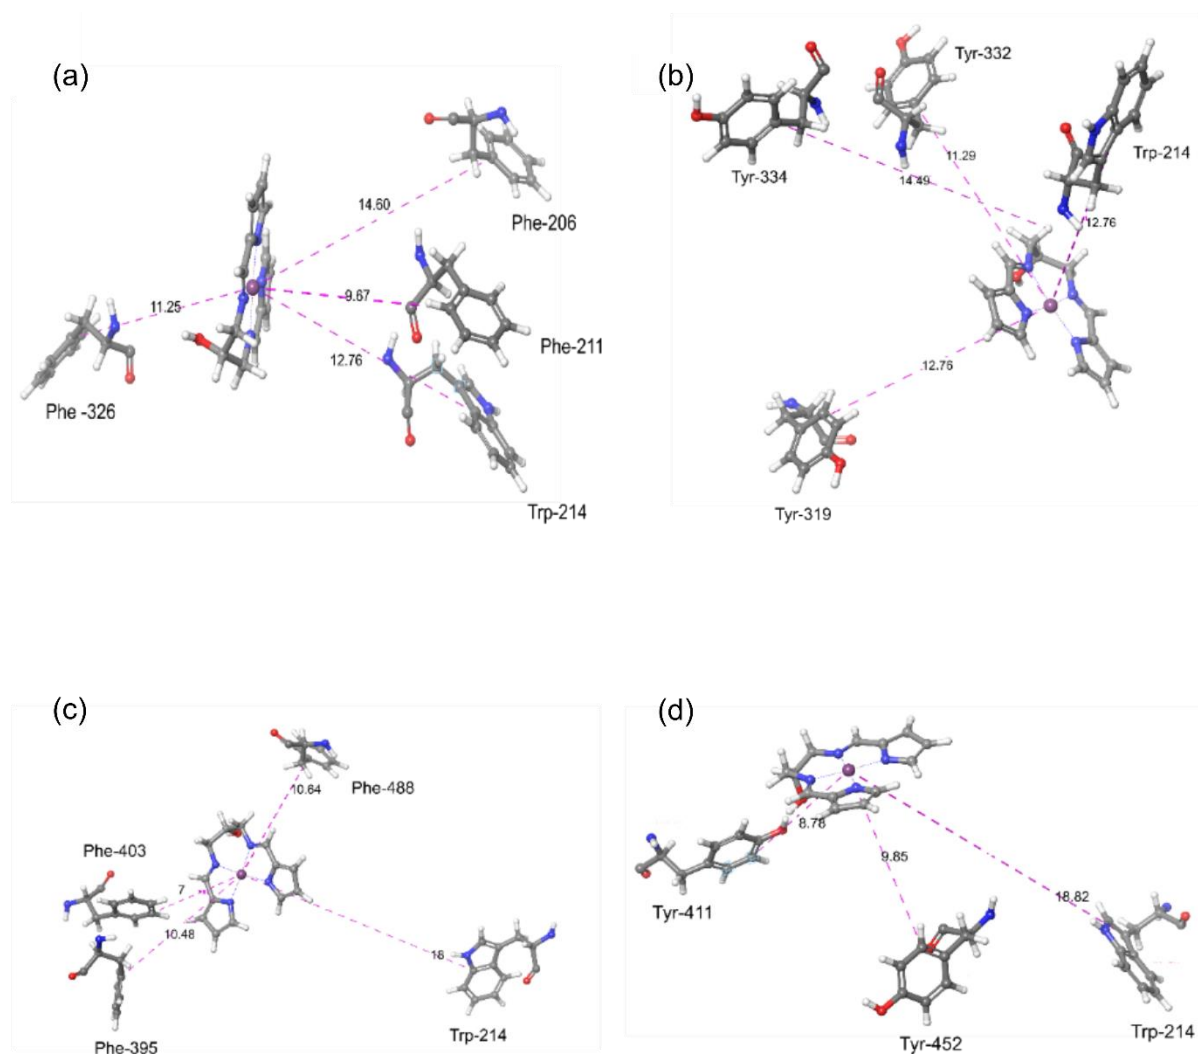 (a)
14.60
Phe-206
11.25
9.67
Phe-211
12.76
Phe -326
Trp-214
(b)
Tyr-332
Tyr-334
11.29
14.49
Trp-214
12.76
12.76
Tyr-319
(c)
Phe-488
10.64
Phe-403
7
10.48
18
Trp-214
Phe-395
(d)
8.78
9.85
Tyr-411
18.82
Tyr-452
Trp-214